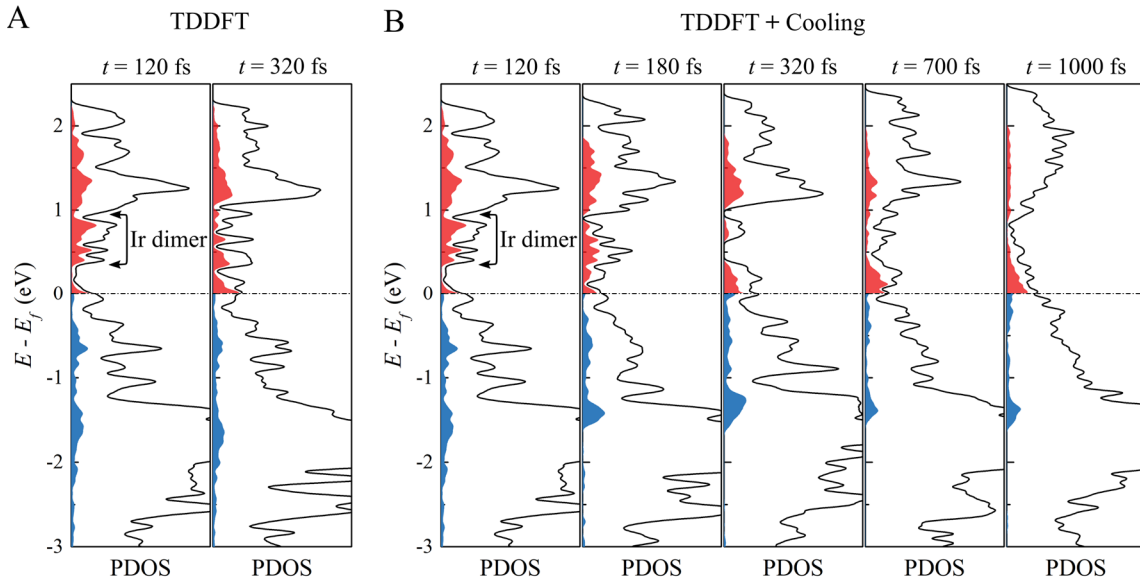 A
TDDFT
B
TDDFT + Cooling
t = 120 fs
t = 320 fs
t = 120 fs
t = 180 fs
t = 320 fs
t = 700 fs
t = 1000 fs
E - Ef (eV)
2
1
0
-1
-2
-3
Ir dimer
PDOS
PDOS
E - Ef (eV)
2
1
0
-1
-2
-3
Ir dimer
PDOS
PDOS
PDOS
PDOS
PDOS